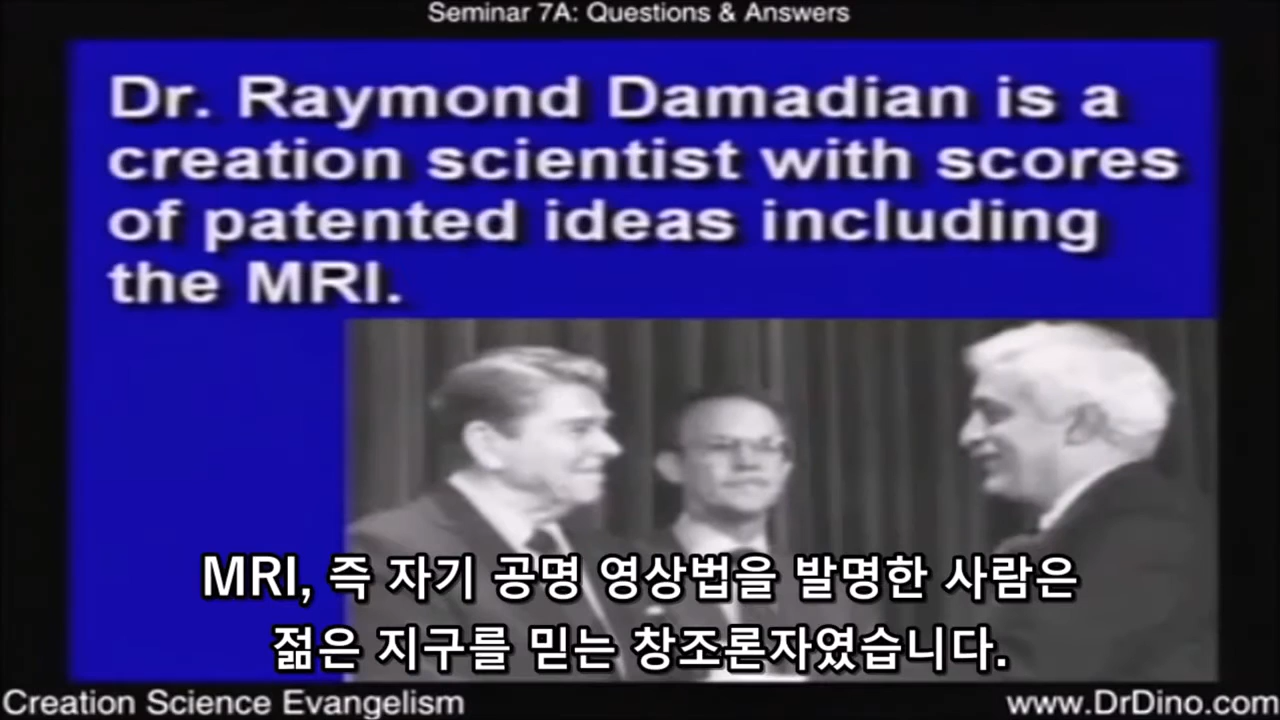 Seminar 7A: Questions & Answers
Dr. Raymond Damadian is a
creation scientist with scores
of patented ideas including
the MRI.
MRI, 즉 자기 공명 영상법을 발명한 사람은
젊은 지구를 믿는 창조론자였습니다.
Creation Science Evangelism
www.DrDino.com